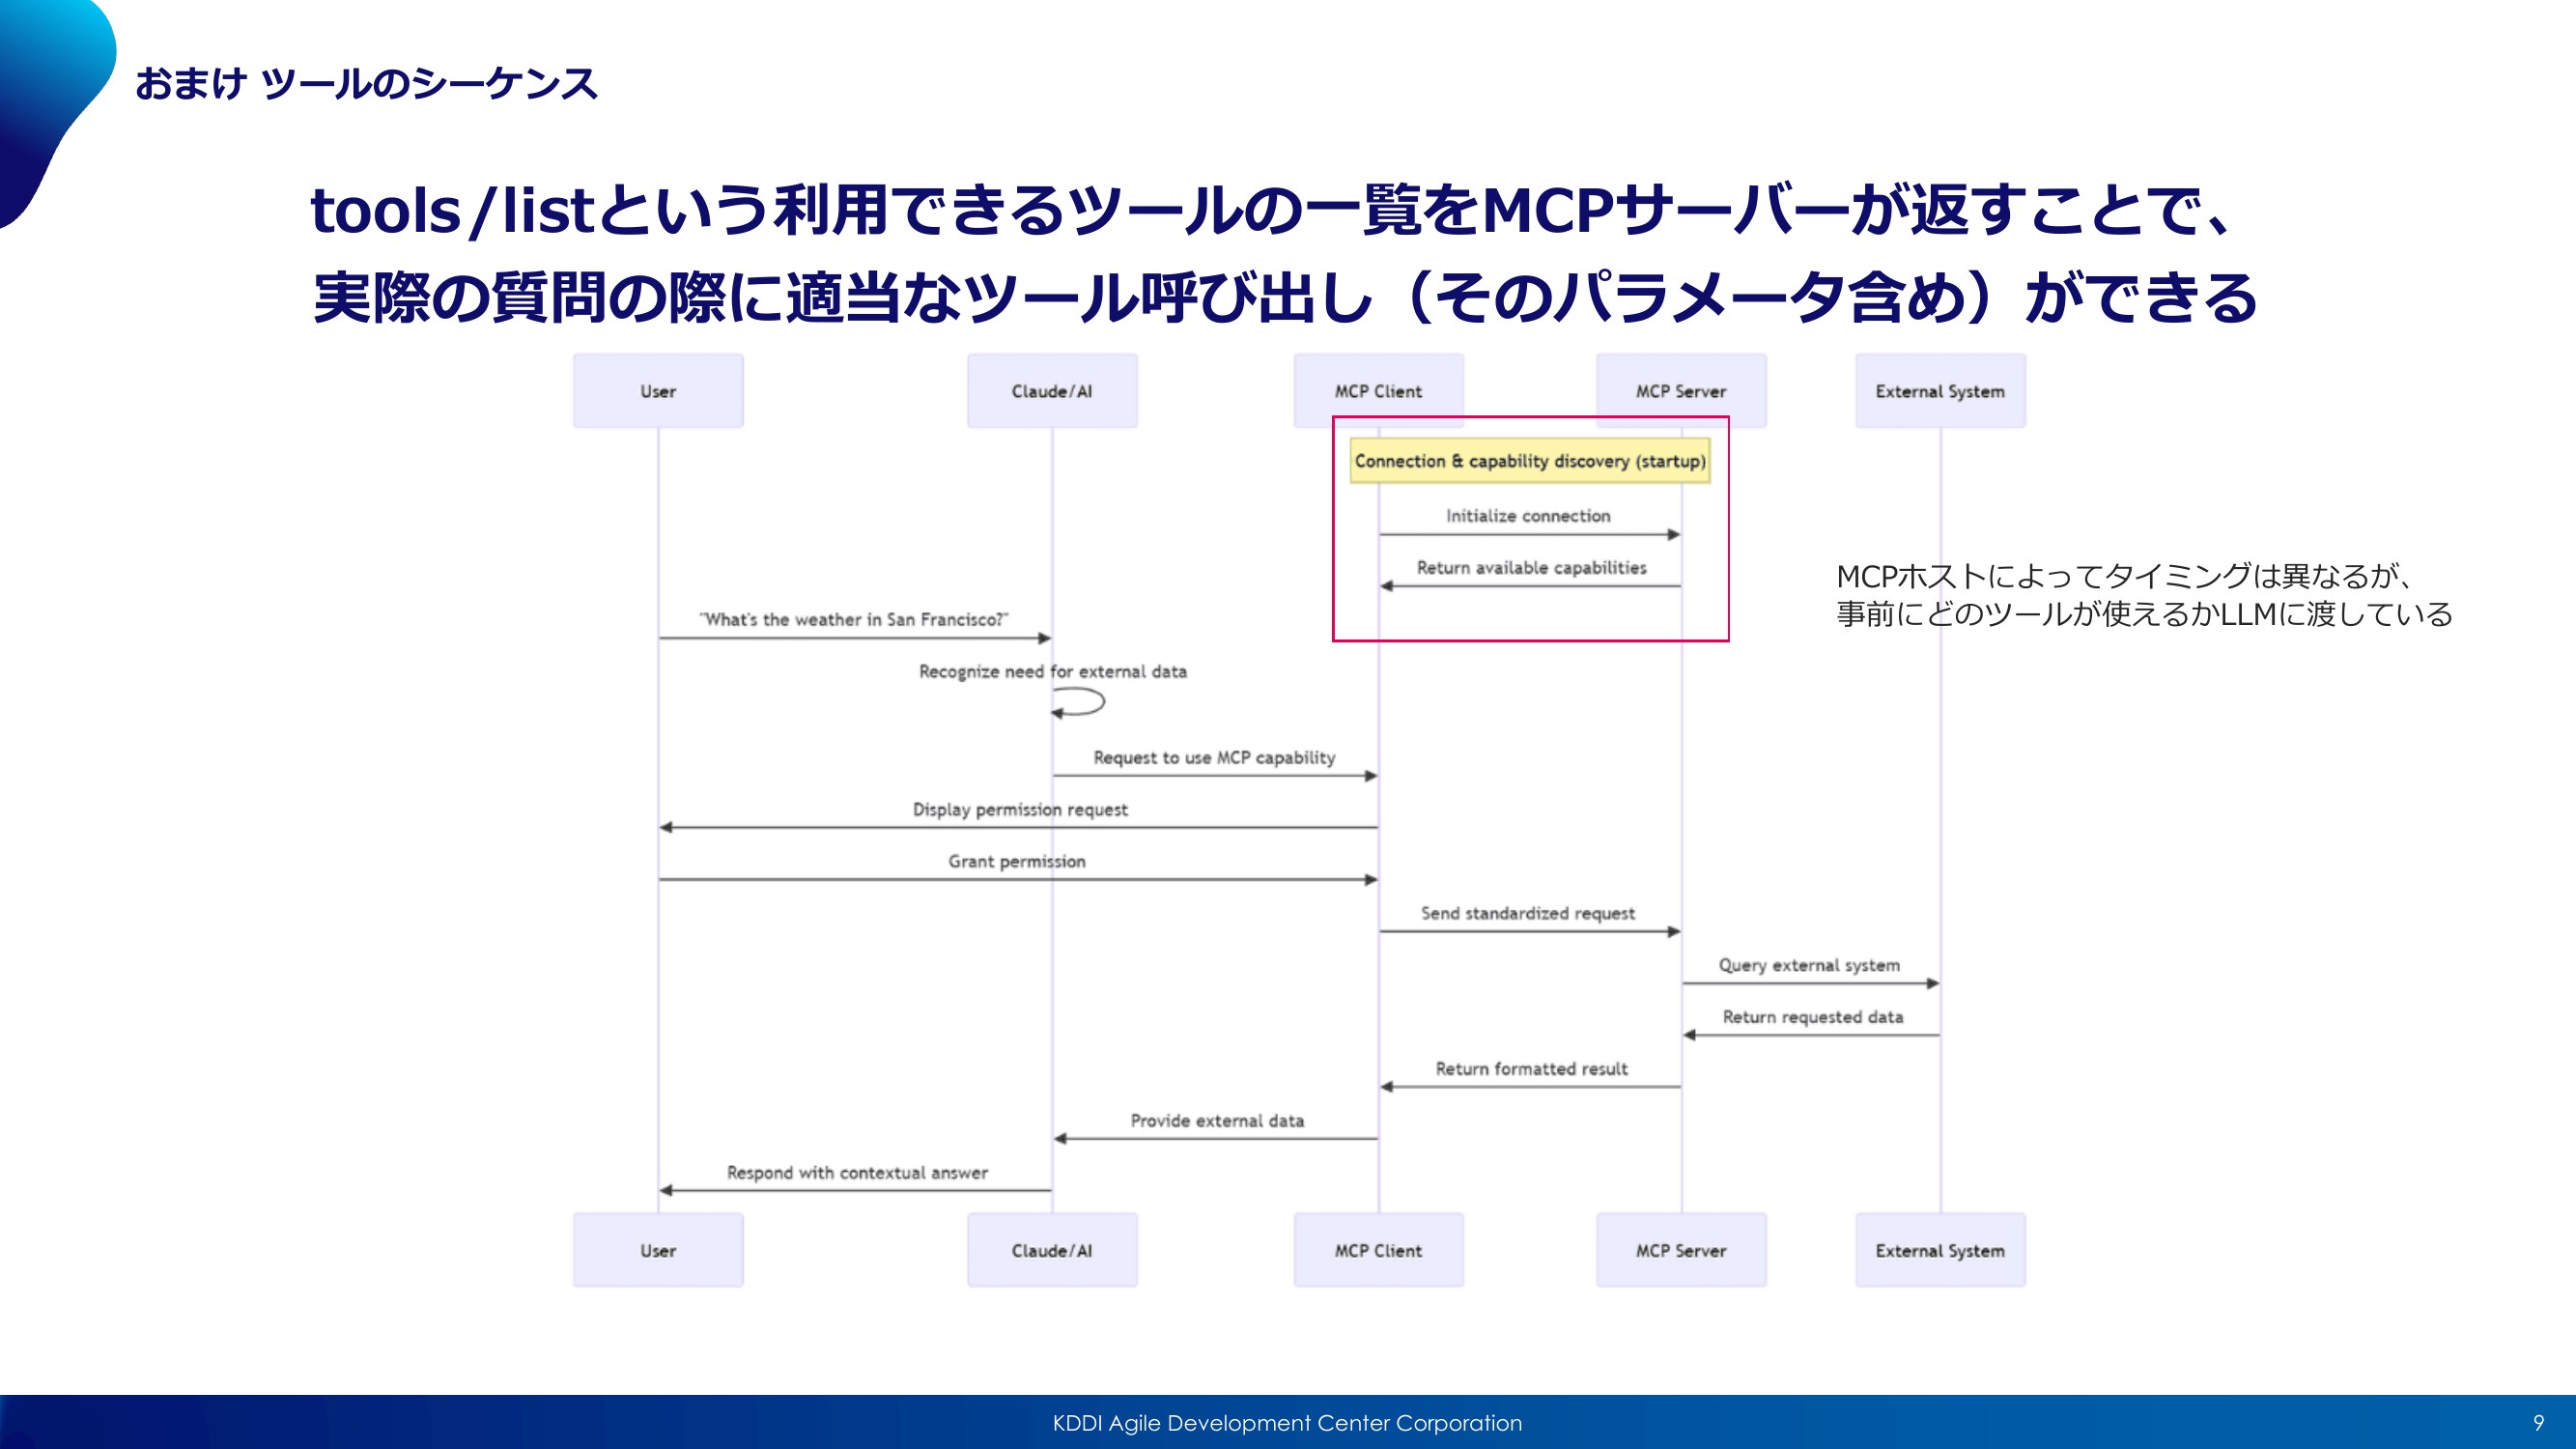 おまけ ツールのシーケンス
tools/listという利用できるツールの一覧をMCPサーバーが返すことで、
実際の質問の際に適当なツール呼び出し（そのパラメータ含め）ができる
User
Claude/AI
MCP Client
MCP Server
External System
Connection & capability discovery (startup)
Initialize connection
Return available capabilities
MCPホストによってタイミングは異なるが、
事前にどのツールが使えるかLLMに渡している
"What's the weather in San Francisco?"
Recognize need for external data
Request to use MCP capability
Display permission request
Grant permission
Send standardized request
Query external system
Return requested data
Return formatted result
Provide external data
Respond with contextual answer
User
Claude/AI
MCP Client
MCP Server
External System
KDDI Agile Development Center Corporation
9